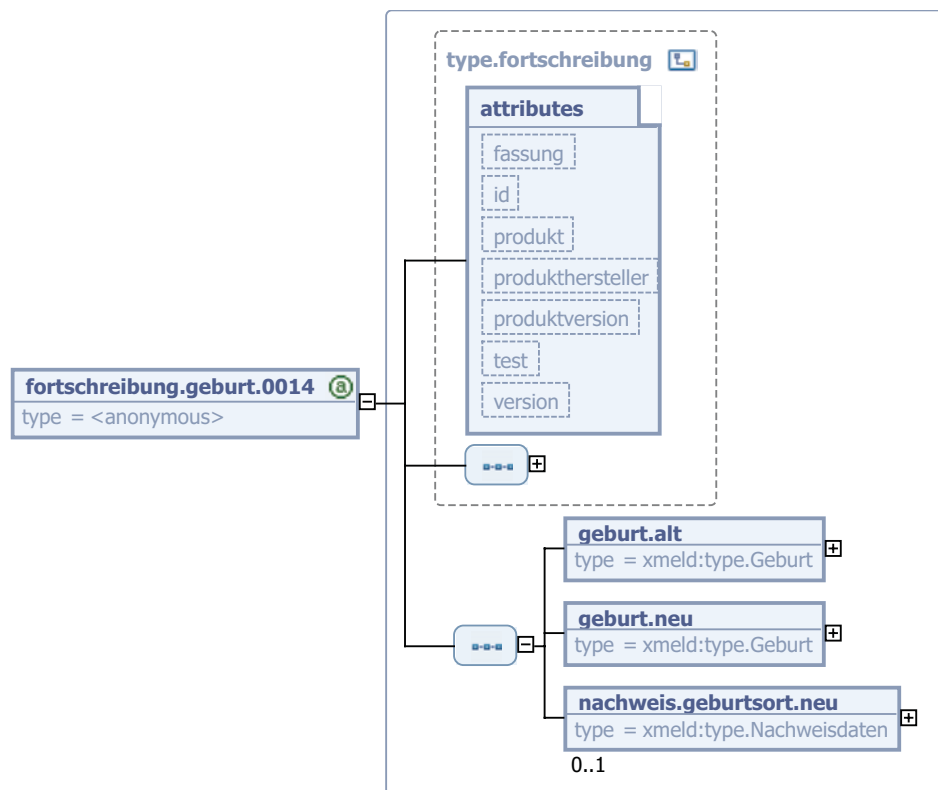 type.fortschreibung
attributes
fassung
id
produkt
produkthersteller
produktversion
test
version
fortschreibung.geburt.0014 a
type = <anonymous>
geburt.alt
type = xmeld:type.Geburt
geburt.neu
type = xmeld:type.Geburt
nachweis.geburtsort.neu
type = xmeld:type.Nachweisdaten
0..1